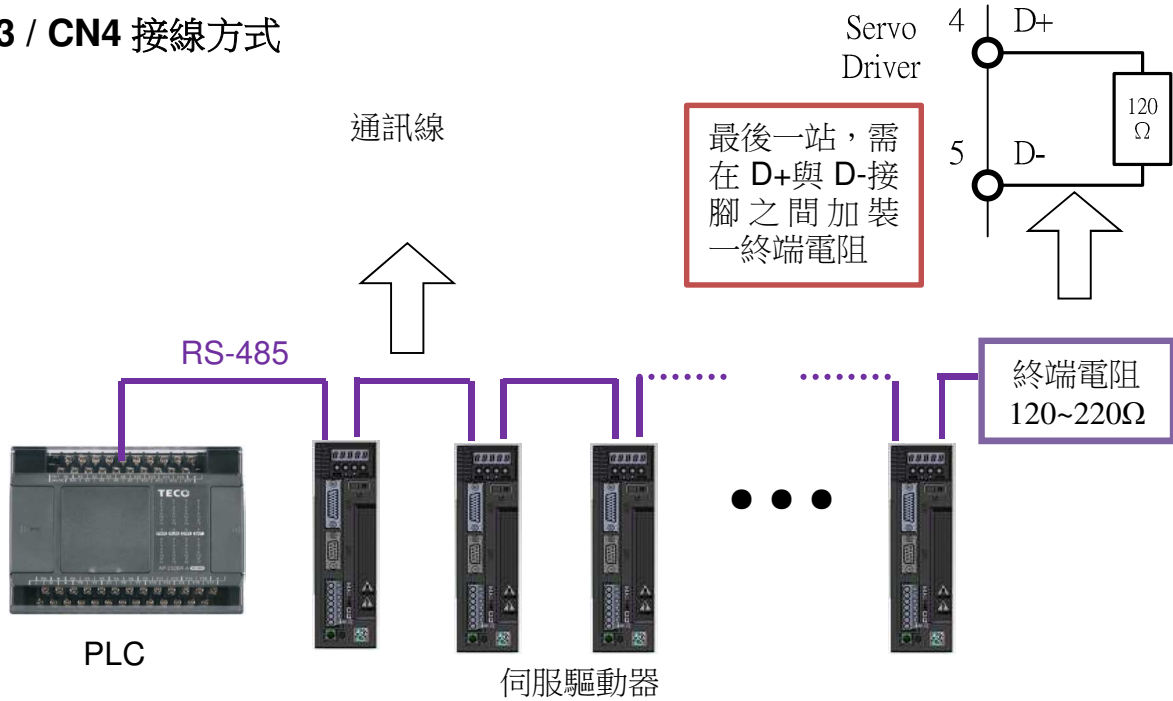 3 / CN4 接線方式
Servo
Driver
4
D+
120
Ω
5
D-
通訊線
最後一站，需
在 D+與 D-接
腳之間加裝
一終端電阻
RS-485
終端電阻
120~220Ω
TECO
PLC
伺服驅動器